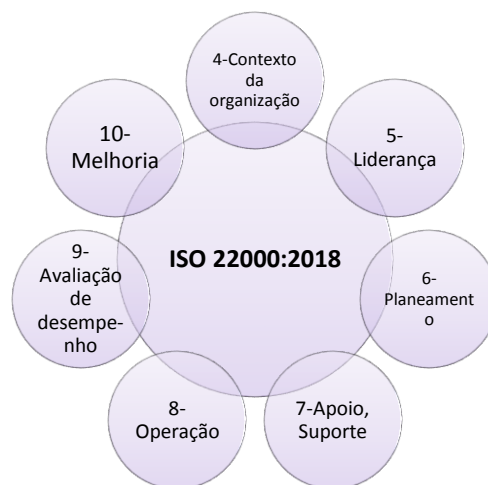 4-Contexto
da
organização
5-
Liderança
6-
Planeament
o
7-Apoio,
Suporte
8-
Operação
9-
Avaliação
de
desempe-
nho
10-
Melhoria
ISO 22000:2018